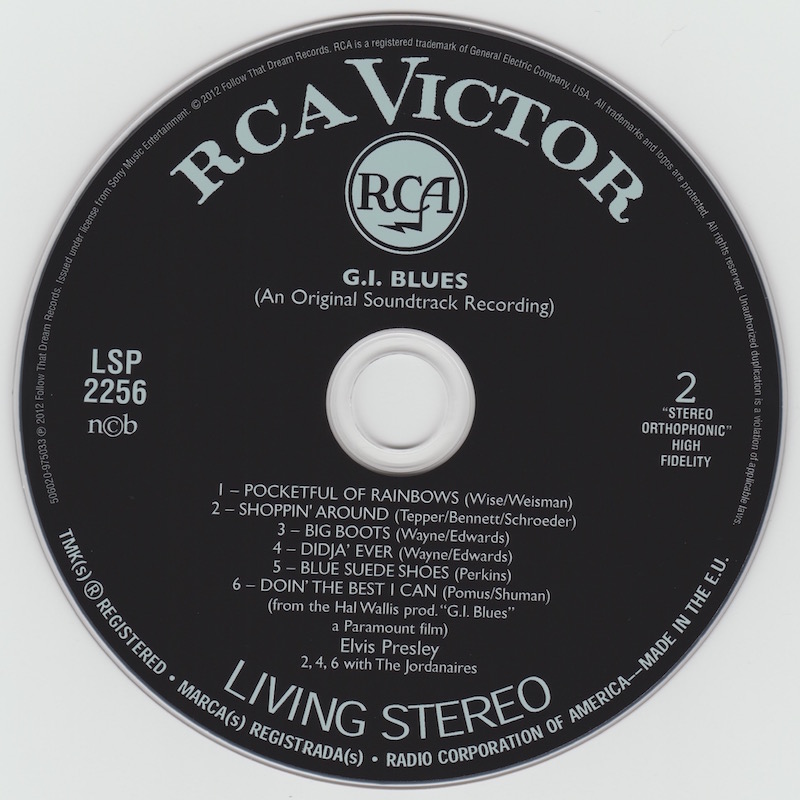 506020-975033 ℗ 2012 Follow That Dream Records. Issued under license from Sony Music Entertainment. © 2012 Follow That Dream Records. RCA is a registered trademark of General Electric Company, USA. All trademarks and logos are protected. All rights reserved. Unauthorized duplication is a violation of applicable laws.
RCA VICTOR
RCA
G.I. BLUES
(An Original Soundtrack Recording)
LSP
2256
n©b
2
"STEREO
ORTHOPHONIC"
HIGH
FIDELITY
1 – POCKETFUL OF RAINBOWS (Wise/Weisman)
2 – SHOPPIN' AROUND (Tepper/Bennett/Schroeder)
3 – BIG BOOTS (Wayne/Edwards)
4 – DIDJA' EVER (Wayne/Edwards)
5 – BLUE SUEDE SHOES (Perkins)
6 – DOIN' THE BEST I CAN (Pomus/Shuman)
(from the Hal Wallis prod. "G.I. Blues"
a Paramount film)
Elvis Presley
2, 4, 6 with The Jordanaires
LIVING STEREO
TMK(s) ® REGISTERED • MARCA(s) REGISTRADA(s) • RADIO CORPORATION OF AMERICA—MADE IN THE E.U.